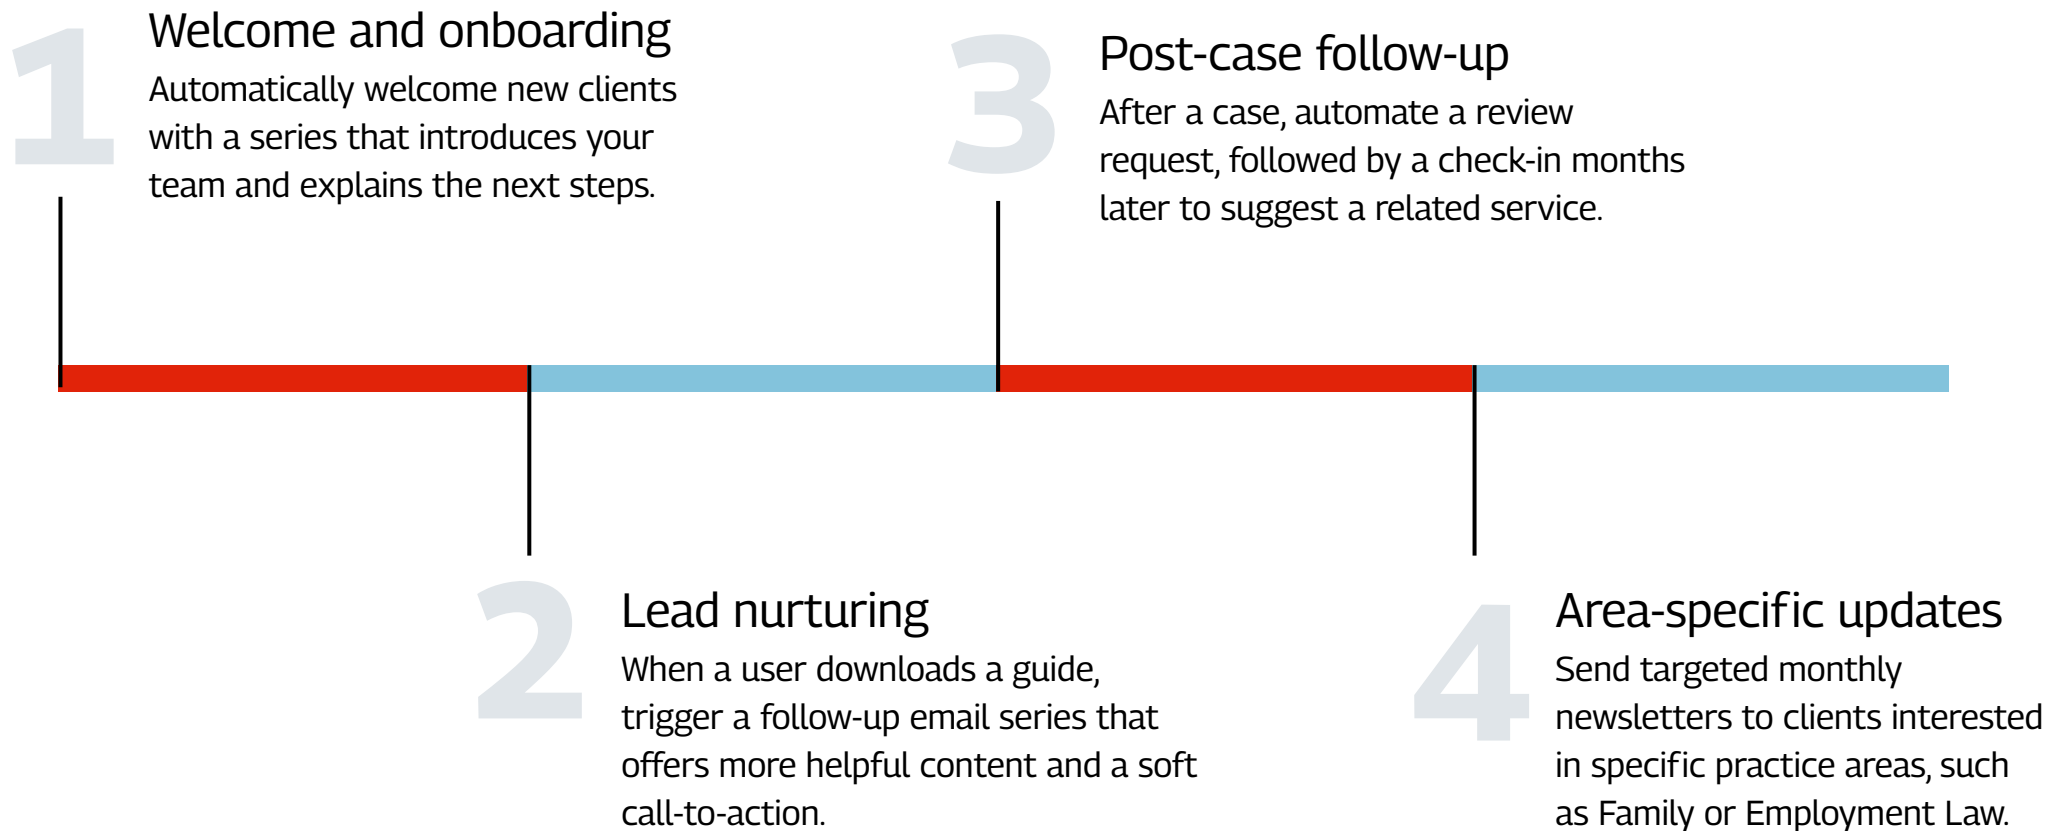 1
Welcome and onboarding
Automatically welcome new clients
with a series that introduces your
team and explains the next steps.
2
Lead nurturing
When a user downloads a guide,
trigger a follow-up email series that
offers more helpful content and a soft
call-to-action.
3
Post-case follow-up
After a case, automate a review
request, followed by a check-in months
later to suggest a related service.
4
Area-specific updates
Send targeted monthly
newsletters to clients interested
in specific practice areas, such
as Family or Employment Law.